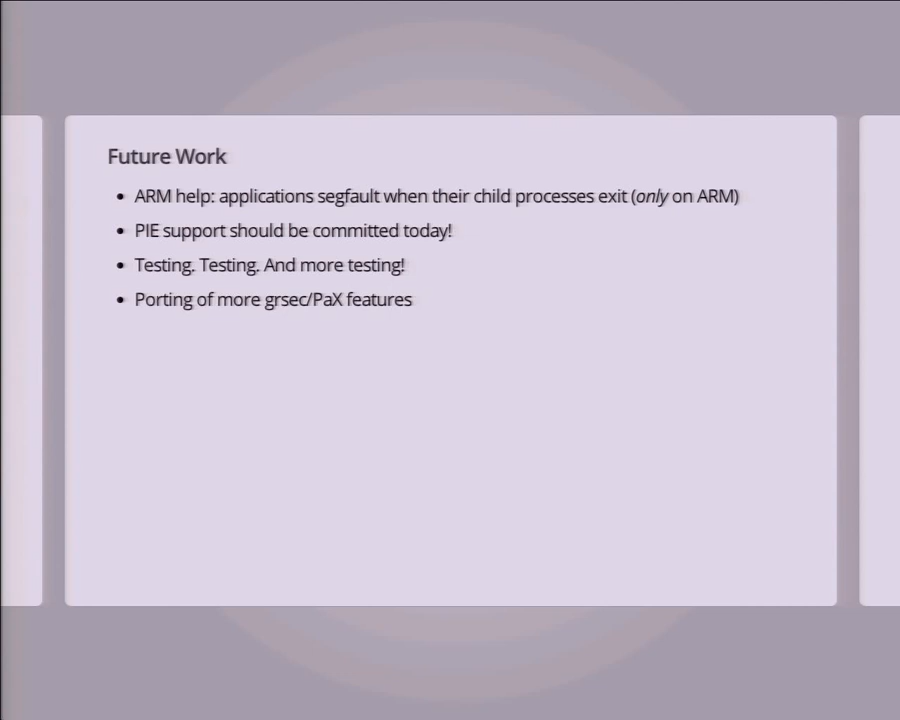 Future Work
• ARM help: applications segfault when their child processes exit (only on ARM)
• PIE support should be committed today!
• Testing. Testing. And more testing!
• Porting of more grsec/PaX features